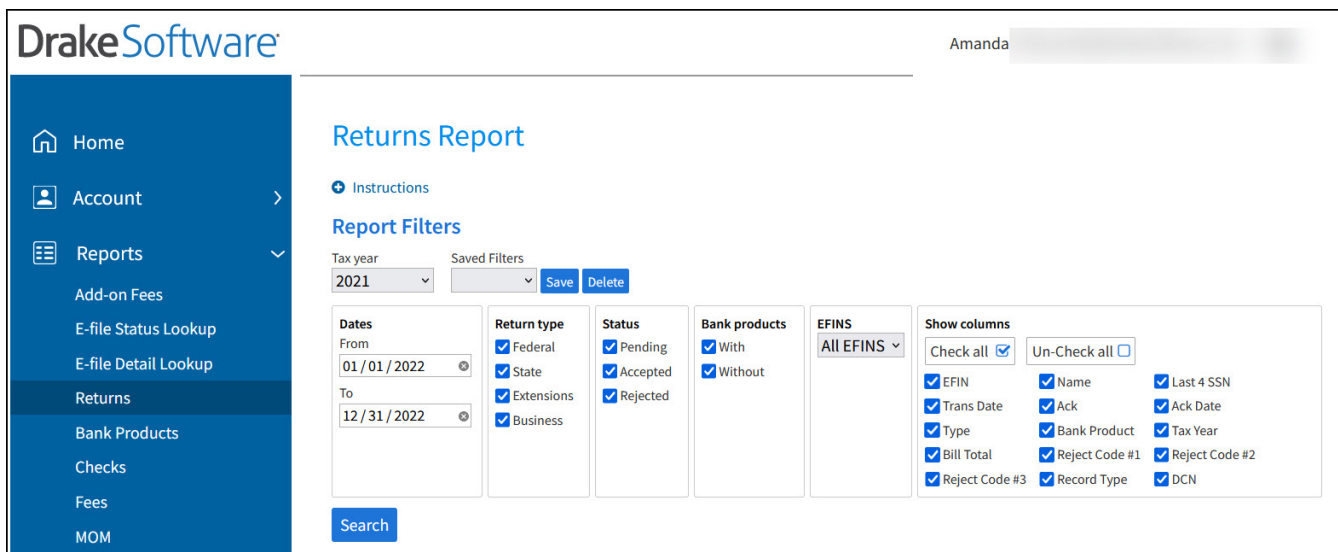 DrakeSoftware
Amanda
Home
Account
Reports
Add-on Fees
E-file Status Lookup
E-file Detail Lookup
Returns
Bank Products
Checks
Fees
MOM
Returns Report
Instructions
Report Filters
Tax year Saved Filters
2021 Save Delete
Dates
From
01/01/2022
To
12/31/2022
Return type
Federal
State
Extensions
Business
Status
Pending
Accepted
Rejected
Bank products
With
Without
EFINS
All EFINS
Show columns
Check all Un-Check all
EFIN Name Last 4 SSN
Trans Date Ack Ack Date
Type Bank Product Tax Year
Bill Total Reject Code #1 Reject Code #2
Reject Code #3 Record Type DCN
Search